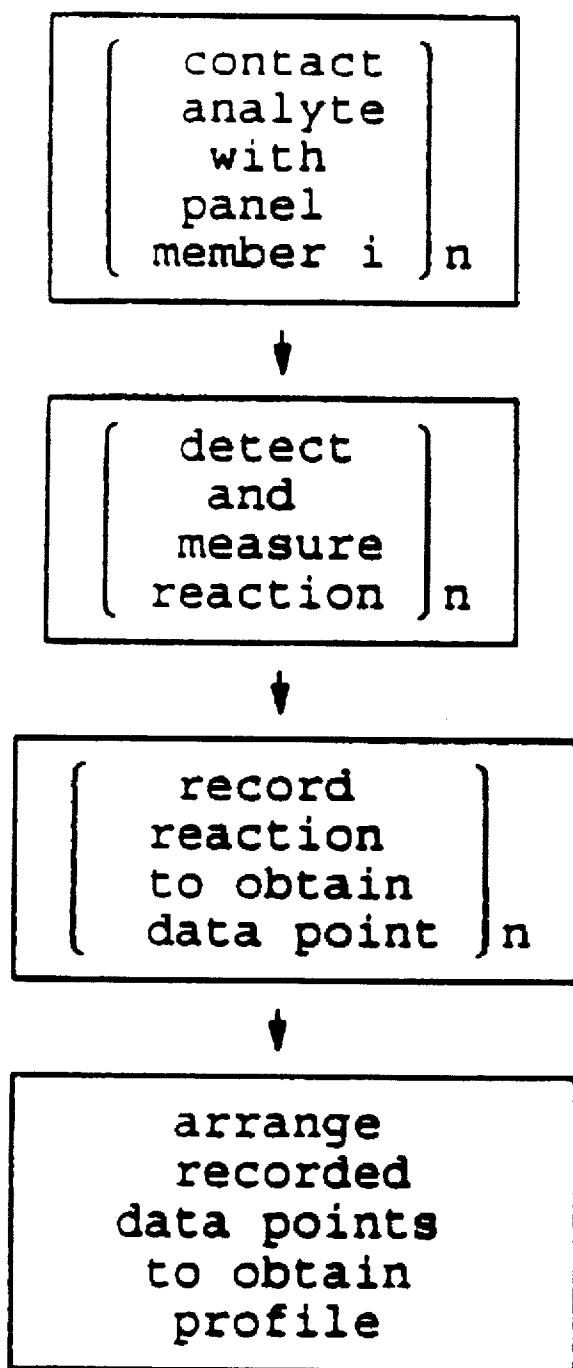 contact
analyte
with
panel
member i n
detect
and
measure
reaction n
record
reaction
to obtain
data point n
arrange
recorded
data points
to obtain
profile